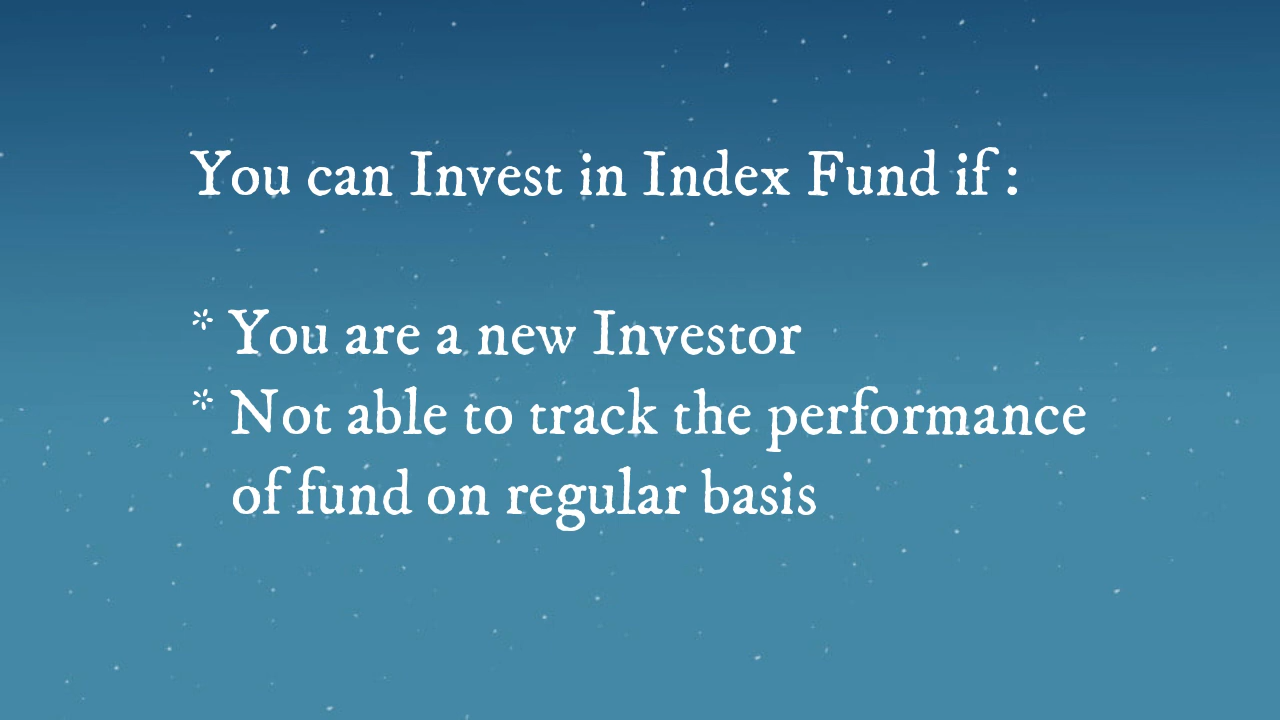 You can Invest in Index Fund if :
* You are a new Investor
* Not able to track the performance
of fund on regular basis